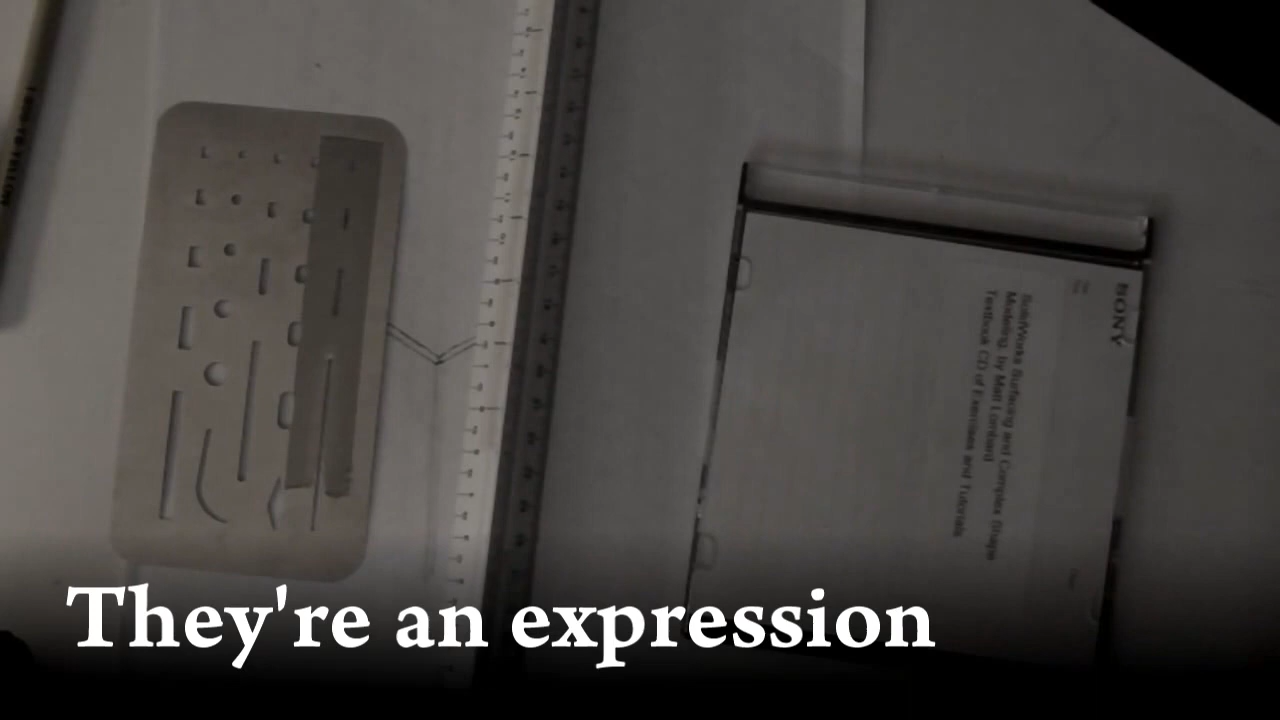 SONY
SolidWorks Surfacing and Complex Shape
Modeling, by Matt Lombard
Textbook CD of Exercises and Tutorials
They're an expression